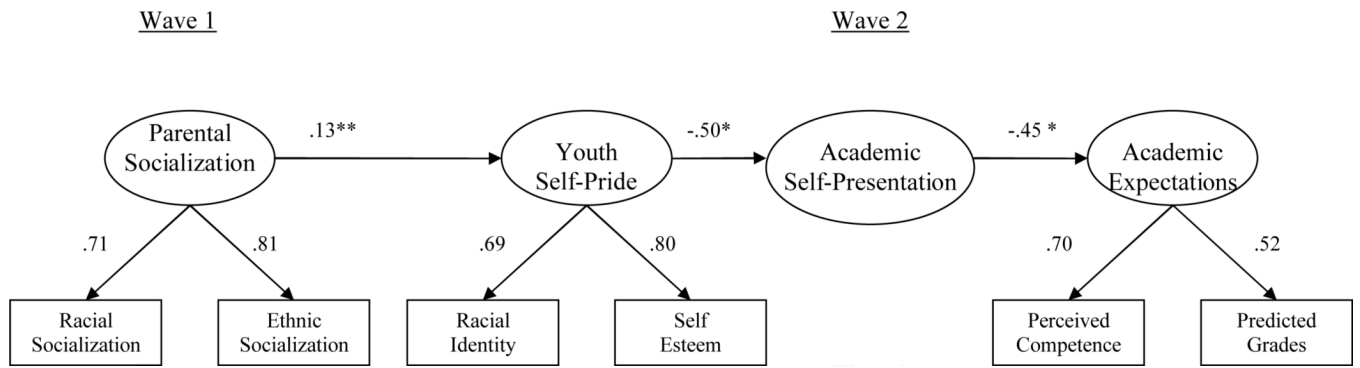 Wave 1
Wave 2
Parental
Socialization
.13**
Youth
Self-Pride
-.50*
Academic
Self-Presentation
-.45 *
Academic
Expectations
.71
.81
.69
.80
.70
.52
Racial
Socialization
Ethnic
Socialization
Racial
Identity
Self
Esteem
Perceived
Competence
Predicted
Grades